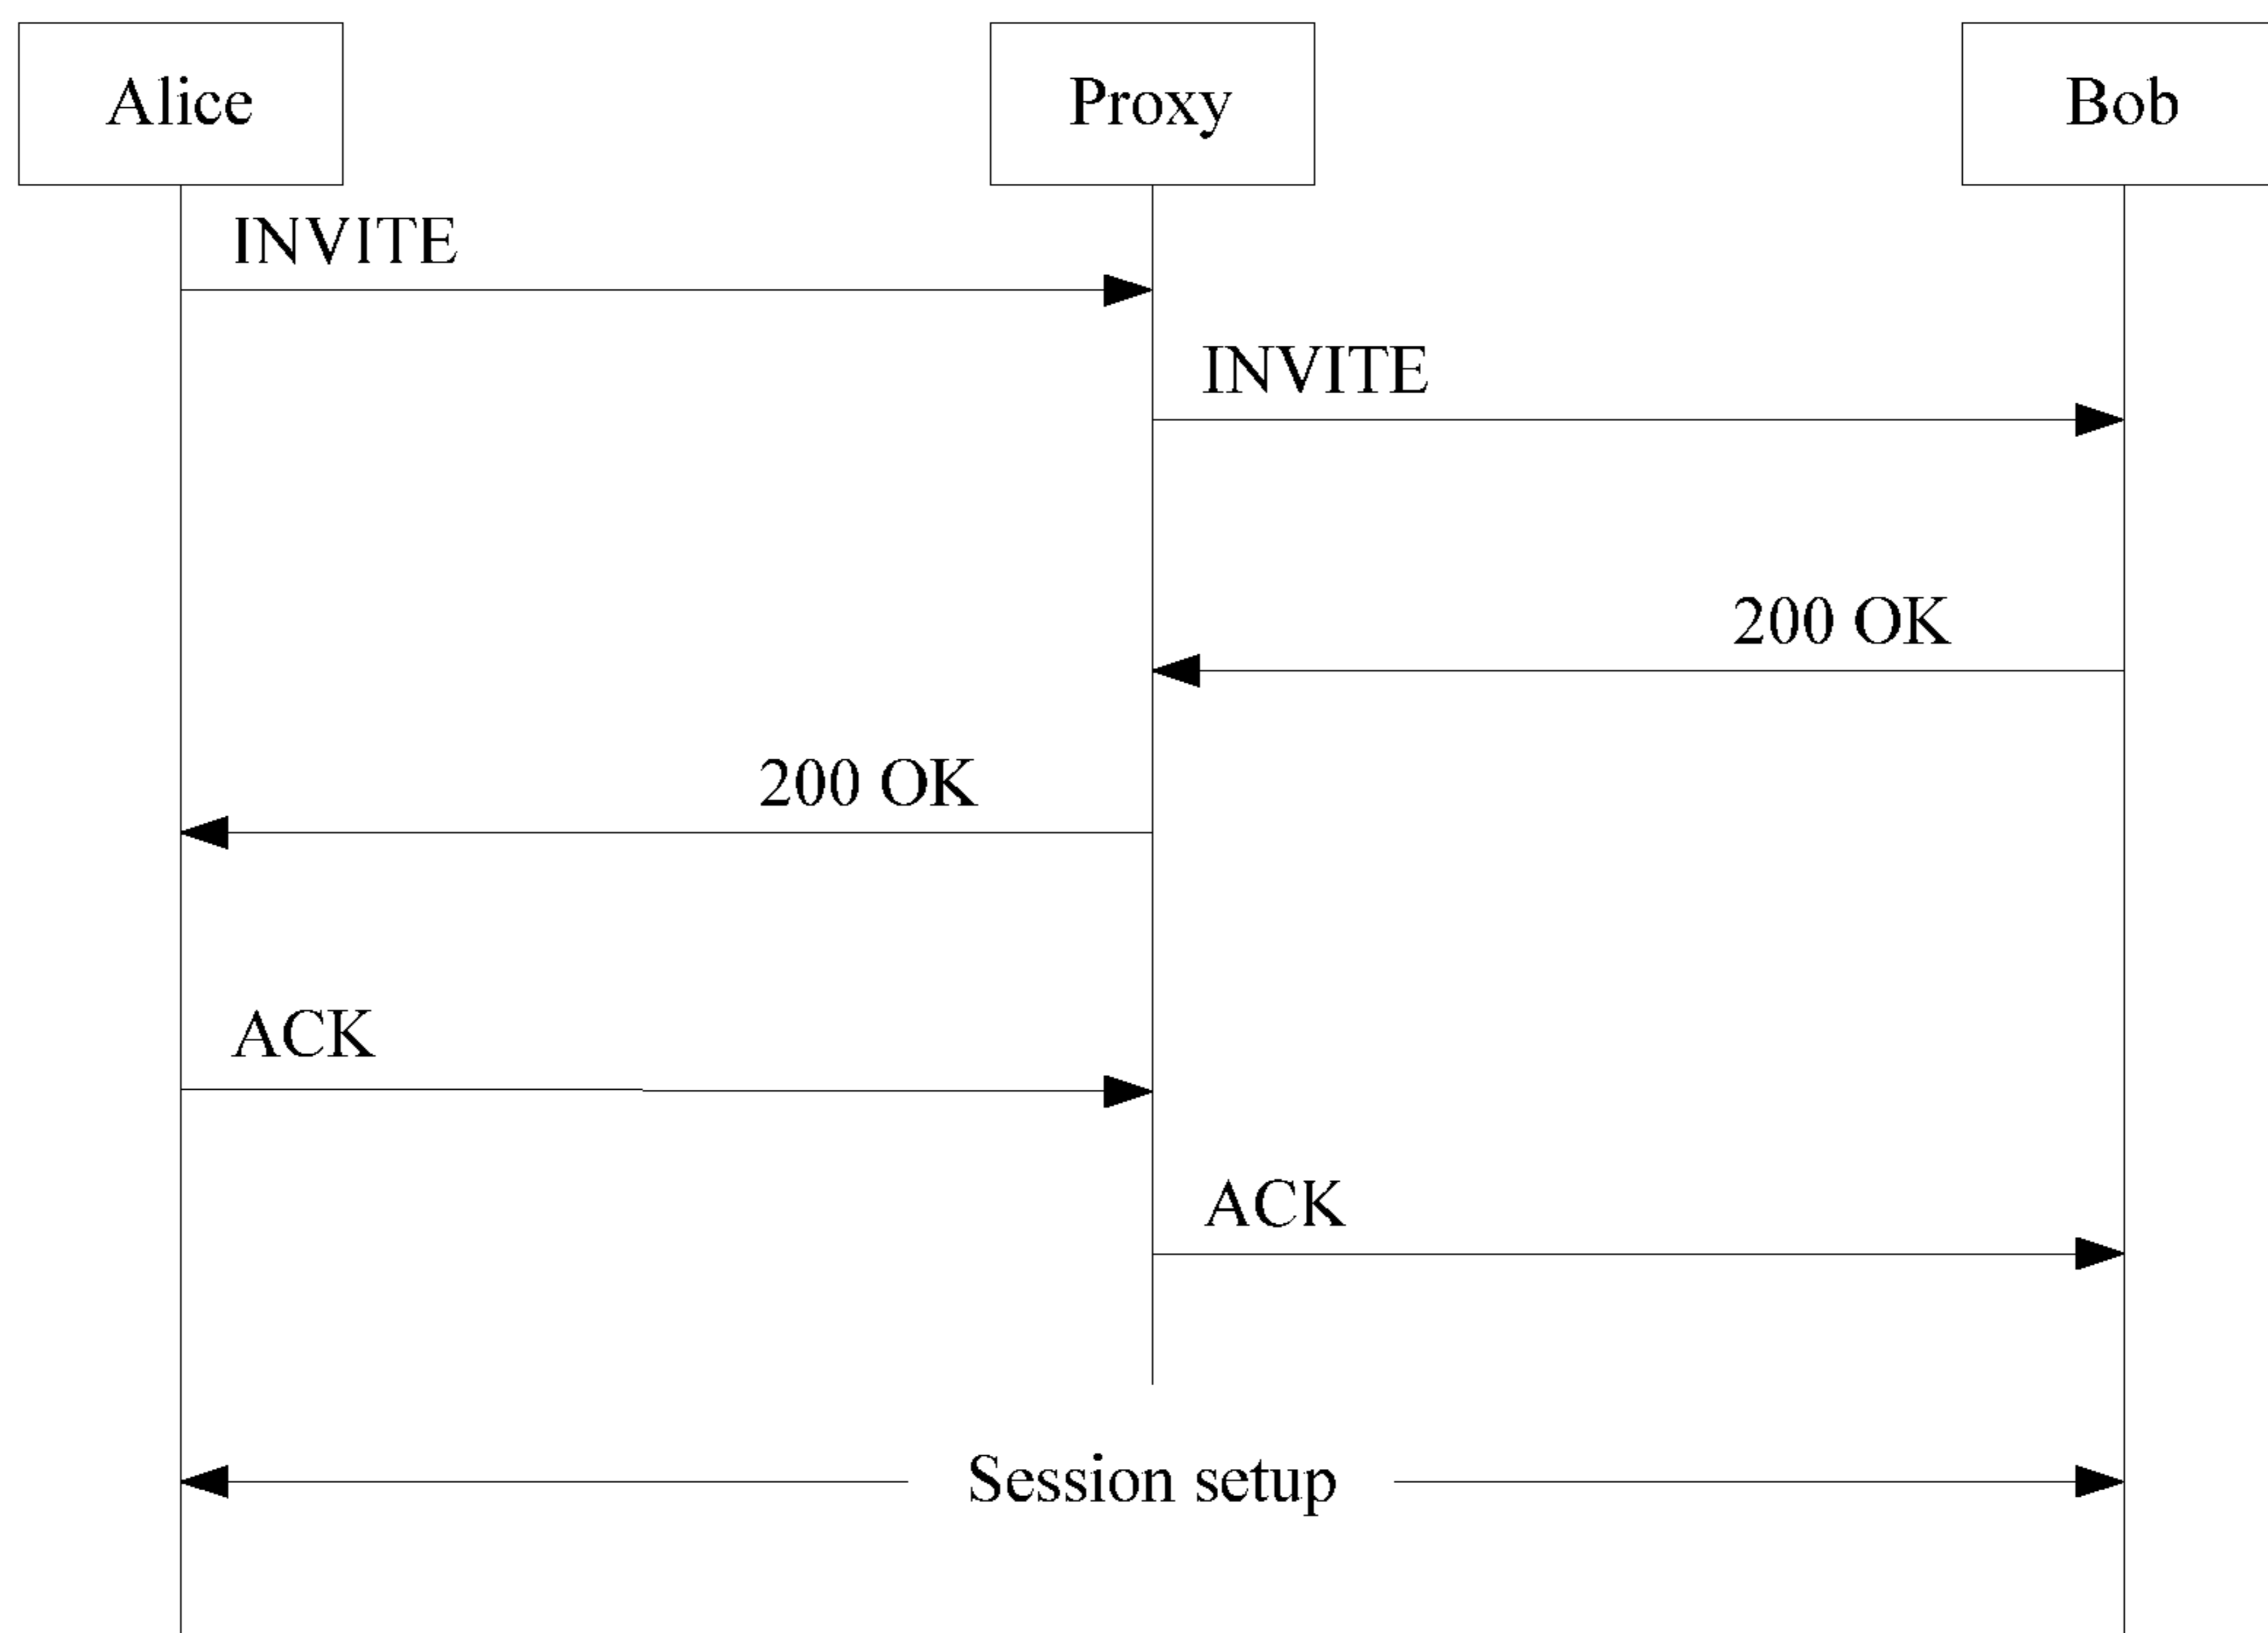 Alice
Proxy
Bob
INVITE
INVITE
200 OK
200 OK
ACK
ACK
Session setup